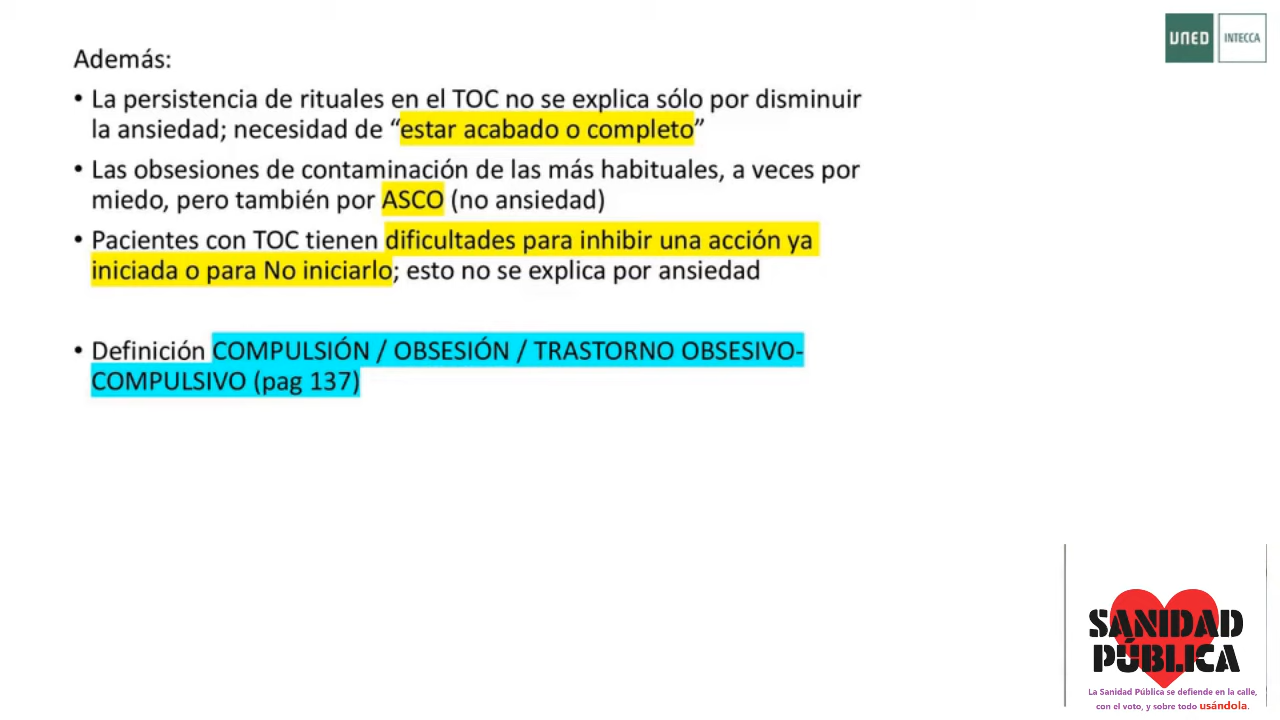 UNED INTECCA
Además:
• La persistencia de rituales en el TOC no se explica sólo por disminuir
la ansiedad; necesidad de “estar acabado o completo”
• Las obsesiones de contaminación de las más habituales, a veces por
miedo, pero también por ASCO (no ansiedad)
• Pacientes con TOC tienen dificultades para inhibir una acción ya
iniciada o para No iniciarlo; esto no se explica por ansiedad
• Definición COMPULSIÓN / OBSESIÓN / TRASTORNO OBSESIVO-
COMPULSIVO (pag 137)
SANIDAD
PÚBLICA
La Sanidad Pública se defiende en la calle,
con el voto, y sobre todo usándola.